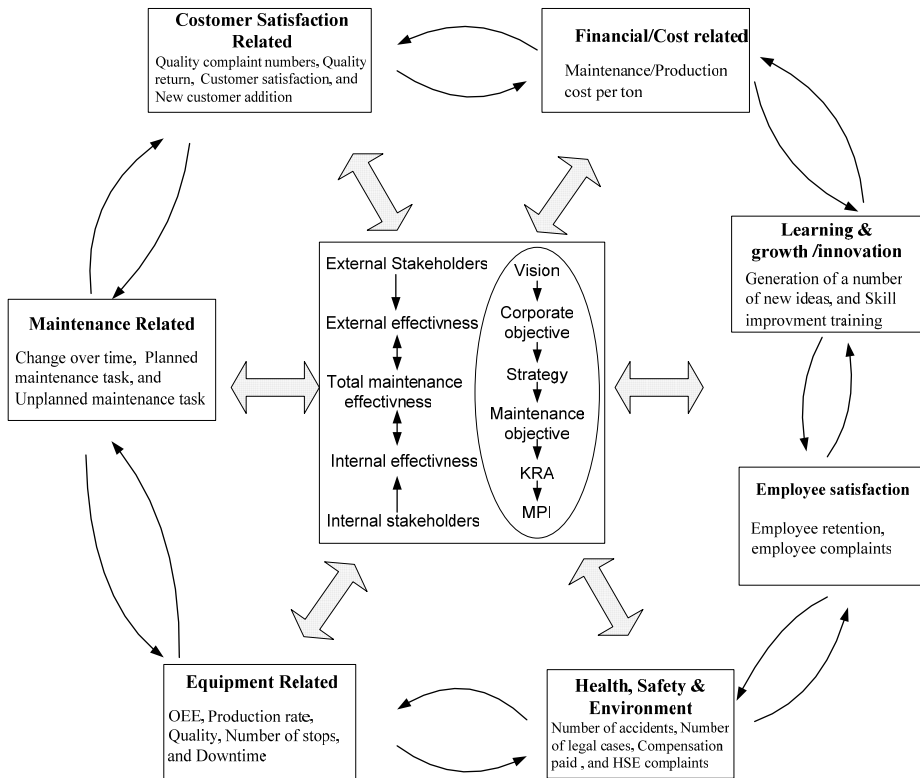 Costomer Satisfaction
Related
Quality complaint numbers, Quality
return, Customer satisfaction, and
New customer addition
Financial/Cost related
Maintenance/Production
cost per ton
Learning &
growth /innovation
Generation of a number
of new ideas, and Skill
improvment training
Maintenance Related
Change over time, Planned
maintenance task, and
Unplanned maintenance task
External Stakeholders
External effectivness
Total maintenance
effectivness
Internal effectivness
Internal stakeholders
Vision
Corporate
objective
Strategy
Maintenance
objective
KRA
MPI
Employee satisfaction
Employee retention,
employee complaints
Equipment Related
OEE, Production rate,
Quality, Number of stops,
and Downtime
Health, Safety &
Environment
Number of accidents, Number
of legal cases, Compensation
paid , and HSE complaints